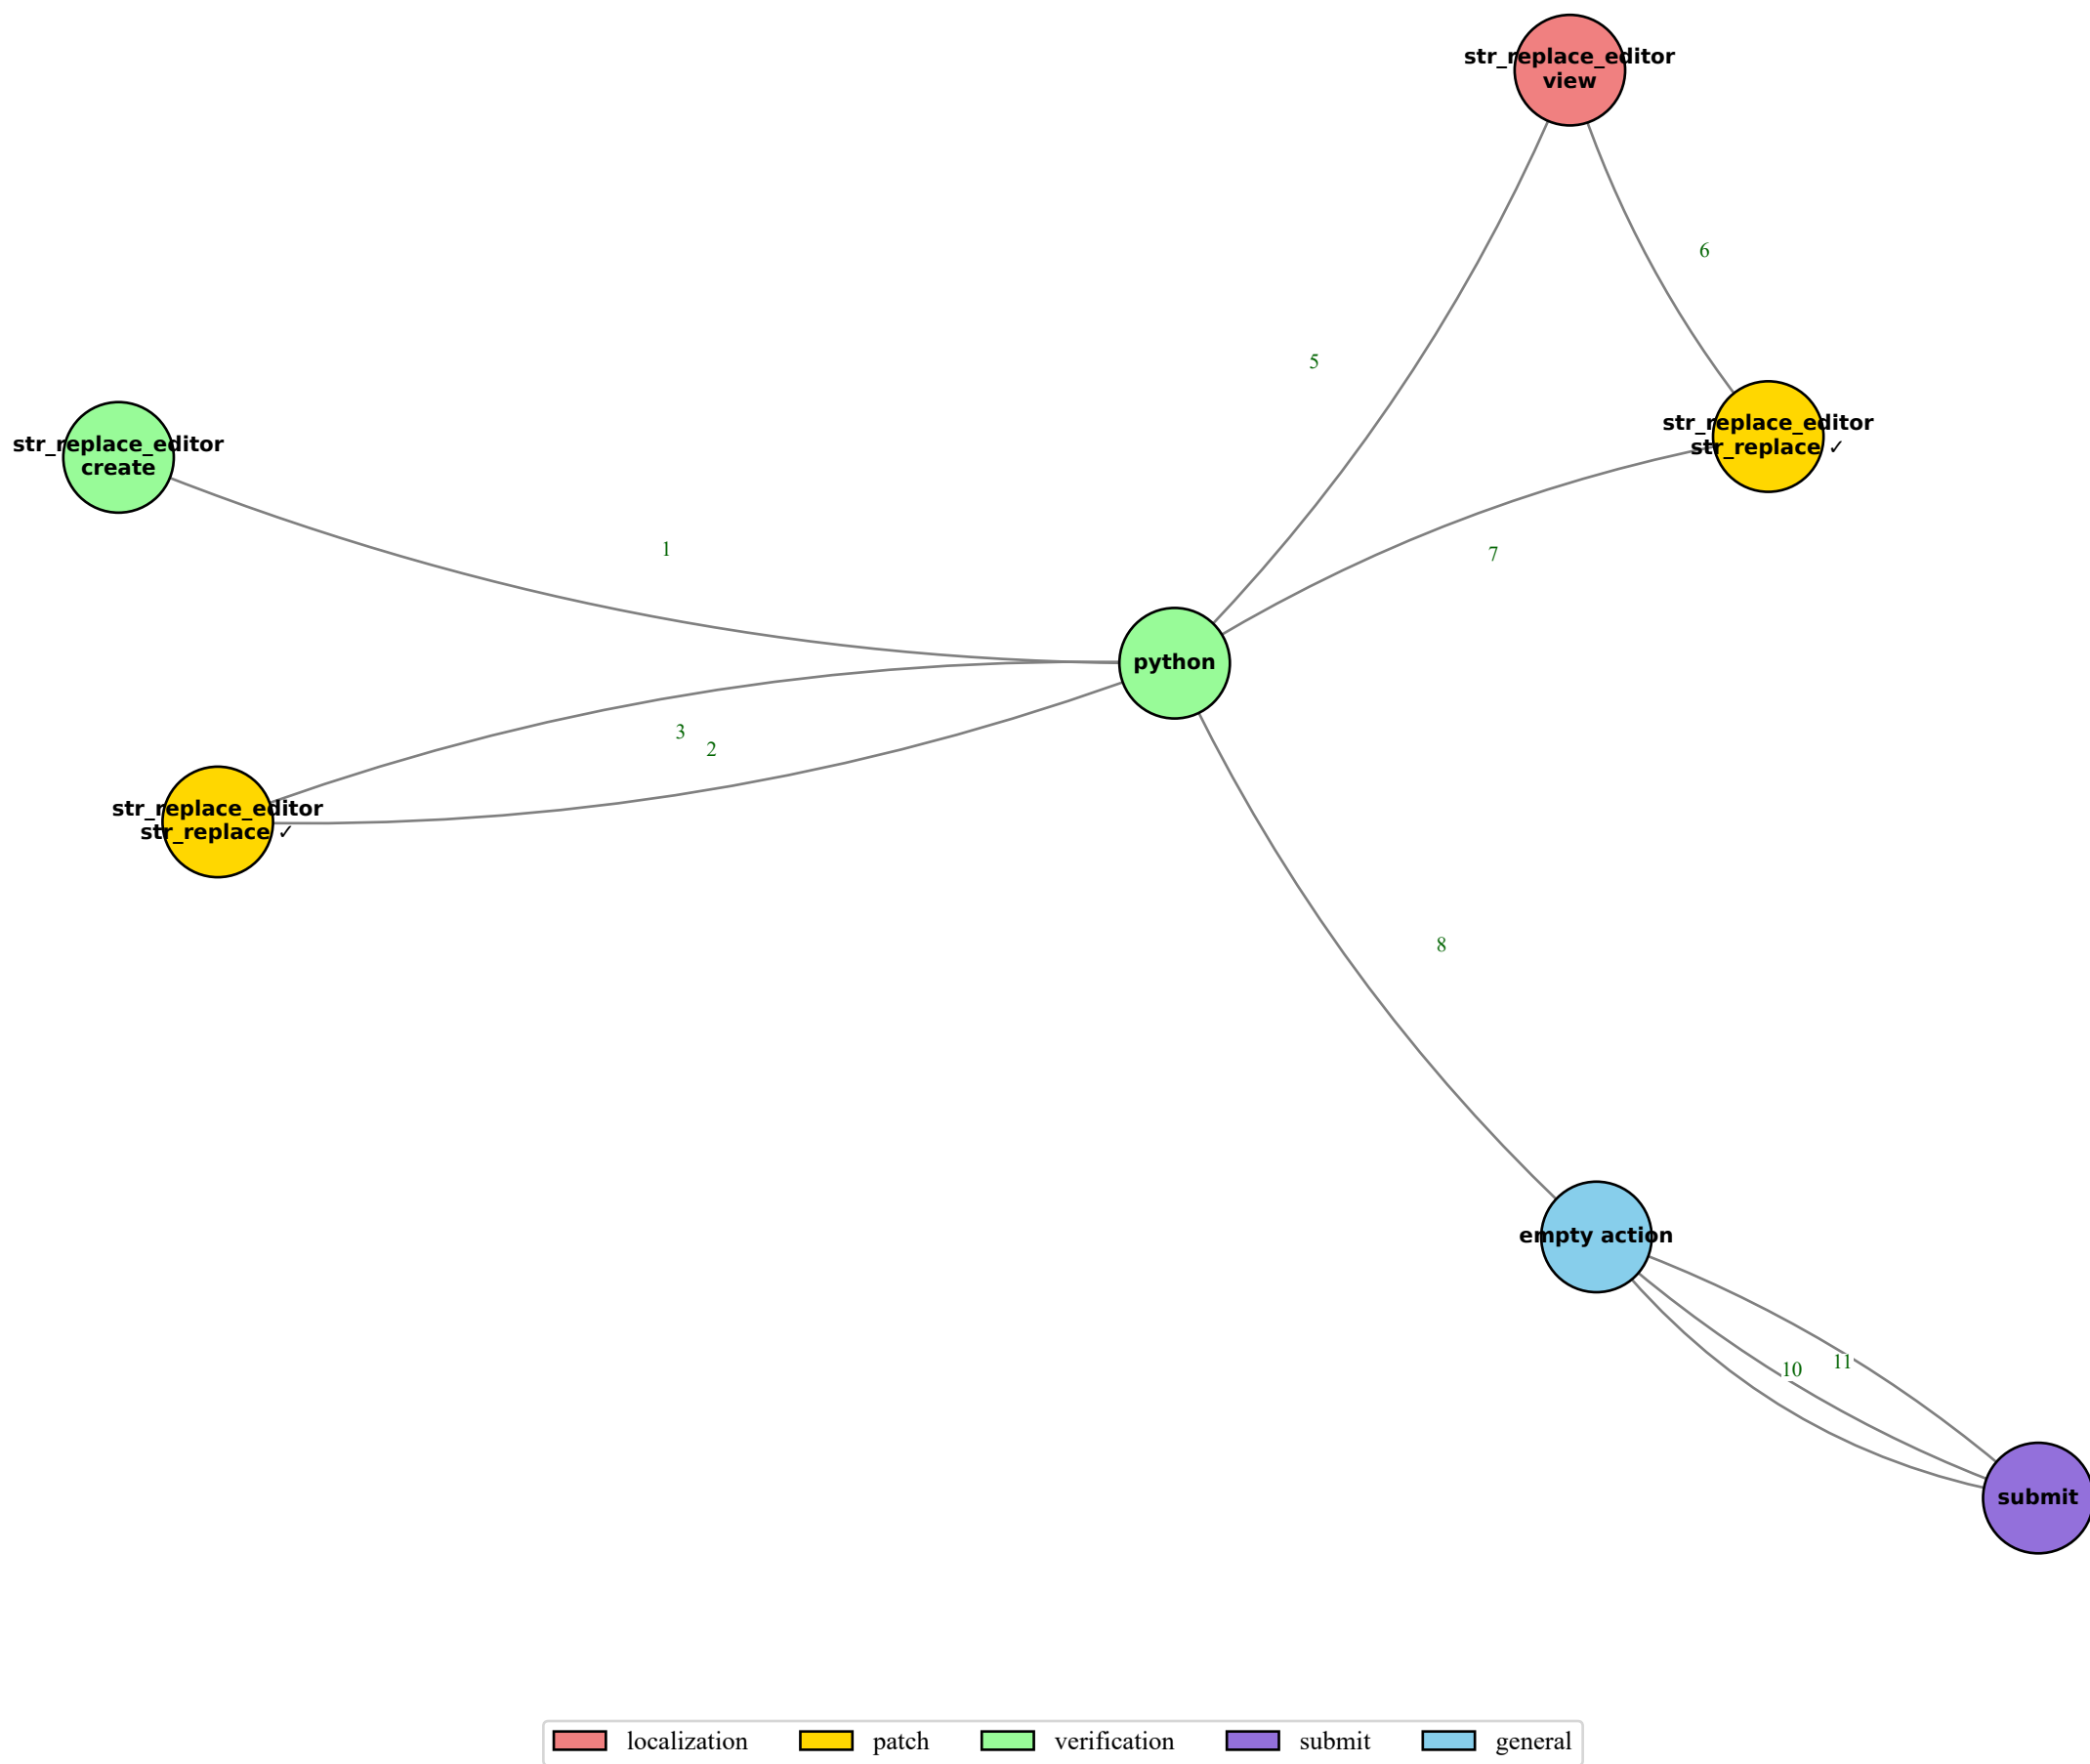 str_replace_editor
view
6
5
str_replace_editor
str_replace ✓
str_replace_editor
create
1
7
python
3
2
str_replace_editor
str_replace ✓
8
empty action
10
11
submit
localization
patch
verification
submit
general